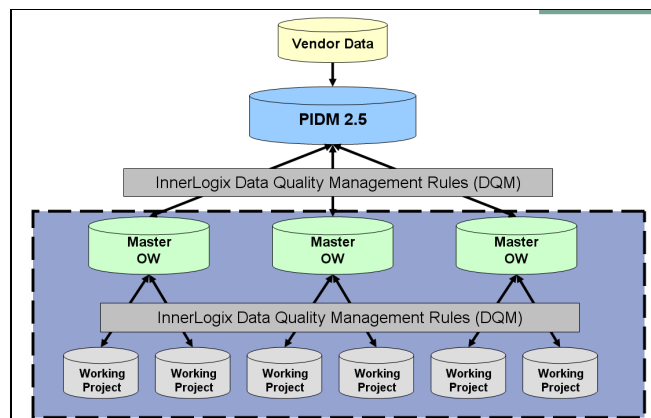 Vendor Data
PIDM 2.5
InnerLogix Data Quality Management Rules (DQM)
Master
OW
Master
OW
Master
OW
InnerLogix Data Quality Management Rules (DQM)
Working
Project
Working
Project
Working
Project
Working
Project
Working
Project
Working
Project